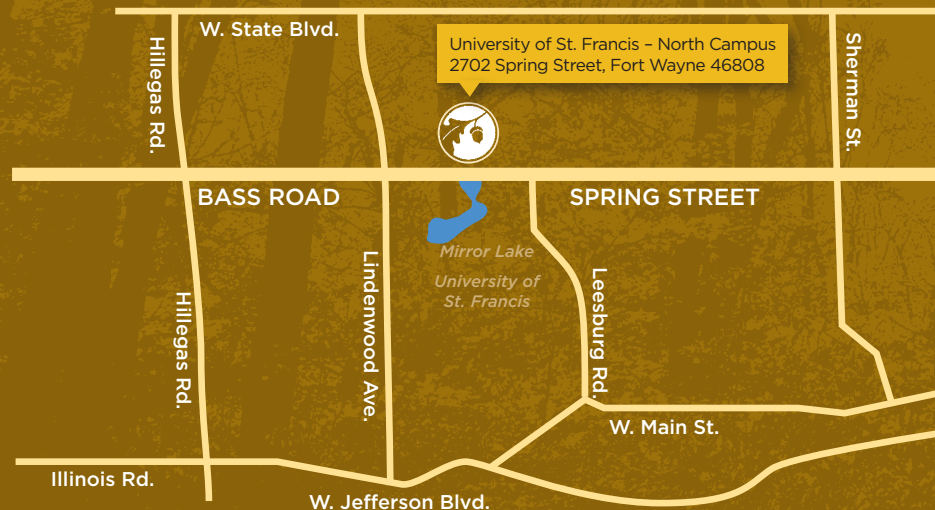 W. State Blvd.
University of St. Francis – North Campus
2702 Spring Street, Fort Wayne 46808
Hillegas Rd.
Sherman St.
BASS ROAD
SPRING STREET
Mirror Lake
University of
St. Francis
Lindenwood Ave.
Leesburg Rd.
Hillegas Rd.
W. Main St.
Illinois Rd.
W. Jefferson Blvd.